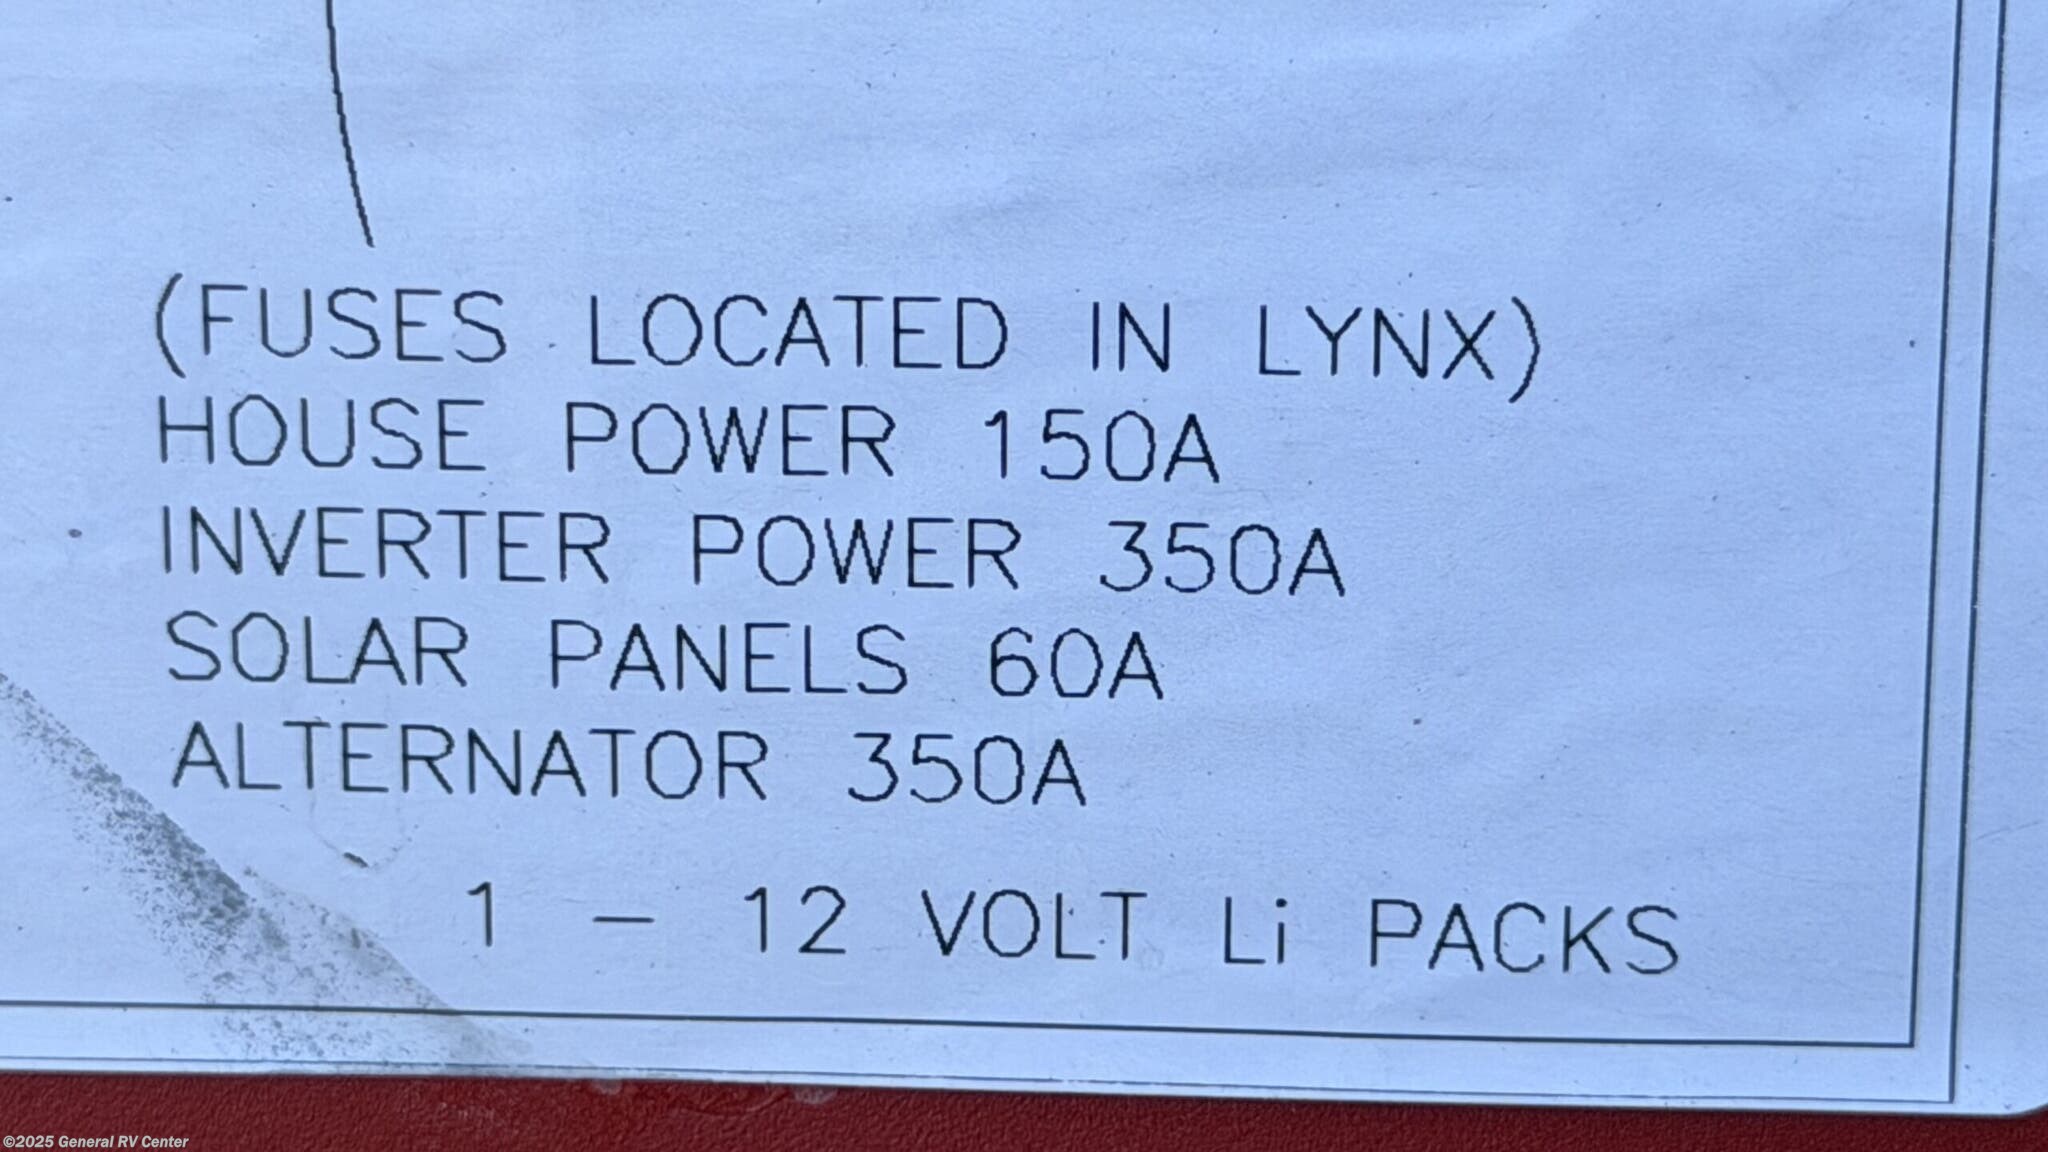 (FUSES LOCATED IN LYNX)
HOUSE POWER 150A
INVERTER POWER 350A
SOLAR PANELS 60A
ALTERNATOR 350A
1 – 12 VOLT Li PACKS
©2025 General RV Center